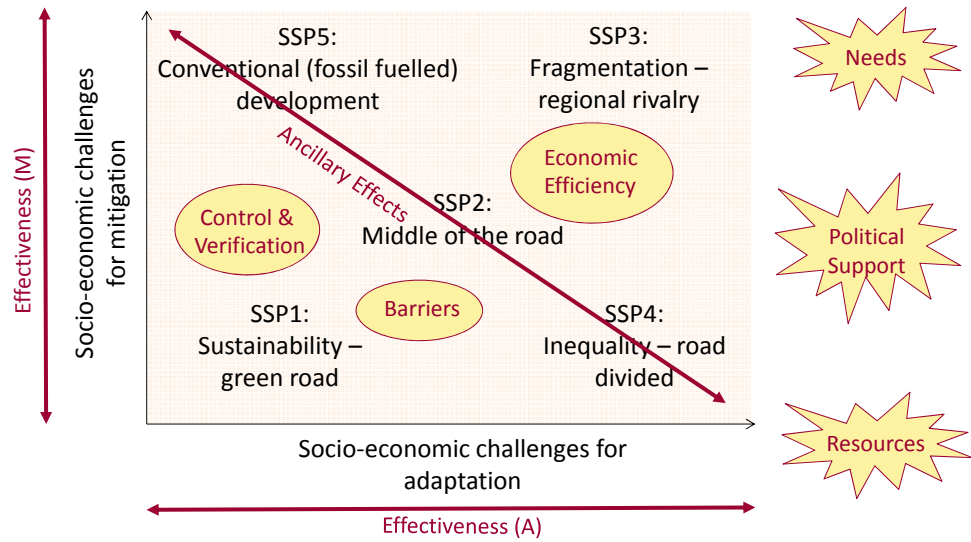 SSP5:
Conventional (fossil fuelled)
development
SSP3:
Fragmentation –
regional rivalry
Needs
Ancillary Effects
Economic
Efficiency
Control &
Verification
SSP2:
Middle of the road
Political
Support
Barriers
SSP1:
Sustainability –
green road
SSP4:
Inequality – road
divided
Resources
Effectiveness (M)
Socio-economic challenges
for mitigation
Socio-economic challenges for
adaptation
Effectiveness (A)